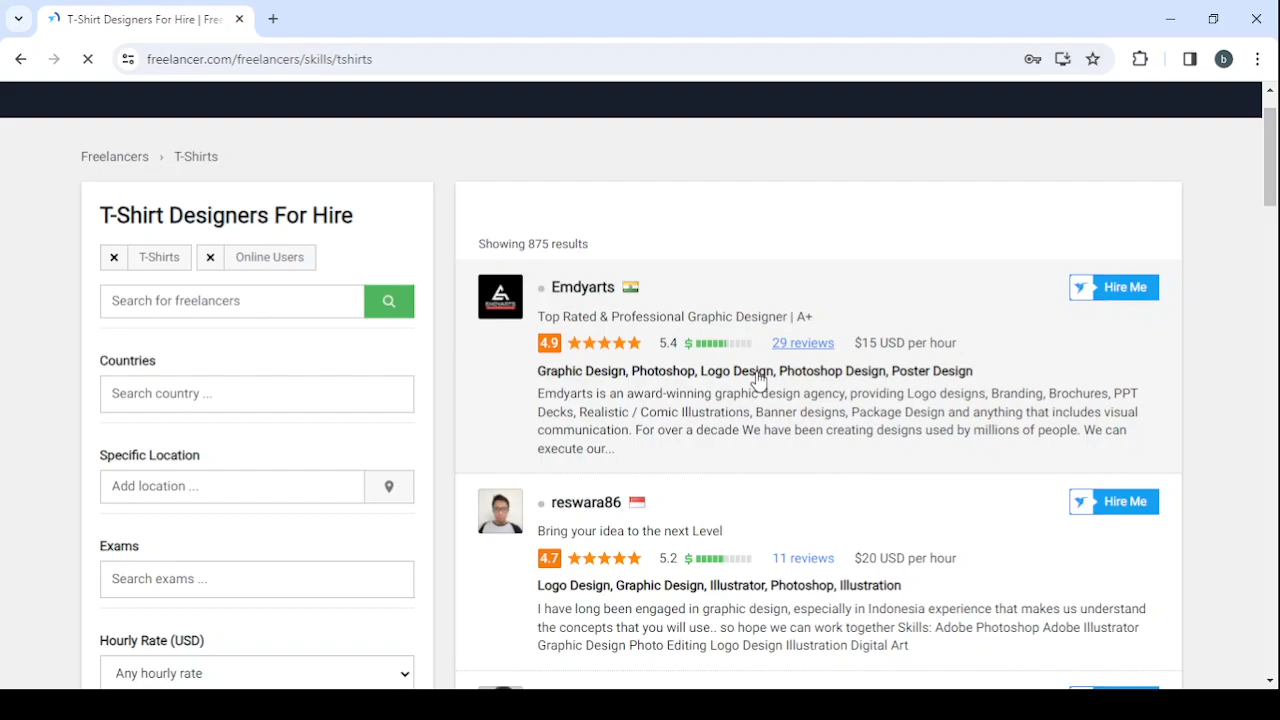 T-Shirt Designers For Hire | Free
freelancer.com/freelancers/skills/tshirts
b
Freelancers › T-Shirts
T-Shirt Designers For Hire
× T-Shirts × Online Users
Search for freelancers
Countries
Search country ...
Specific Location
Add location ...
Exams
Search exams ...
Hourly Rate (USD)
Any hourly rate
Showing 875 results
EMDYARTS
Emdyarts
Hire Me
Top Rated & Professional Graphic Designer | A+
4.9 5.4 $ 29 reviews $15 USD per hour
Graphic Design, Photoshop, Logo Design, Photoshop Design, Poster Design
Emdyarts is an award-winning graphic design agency, providing Logo designs, Branding, Brochures, PPT
Decks, Realistic / Comic Illustrations, Banner designs, Package Design and anything that includes visual
communication. For over a decade We have been creating designs used by millions of people. We can
execute our...
reswara86
Hire Me
Bring your idea to the next Level
4.7 5.2 $ 11 reviews $20 USD per hour
Logo Design, Graphic Design, Illustrator, Photoshop, Illustration
I have long been engaged in graphic design, especially in Indonesia experience that makes us understand
the concepts that you will use.. so hope we can work together Skills: Adobe Photoshop Adobe Illustrator
Graphic Design Photo Editing Logo Design Illustration Digital Art